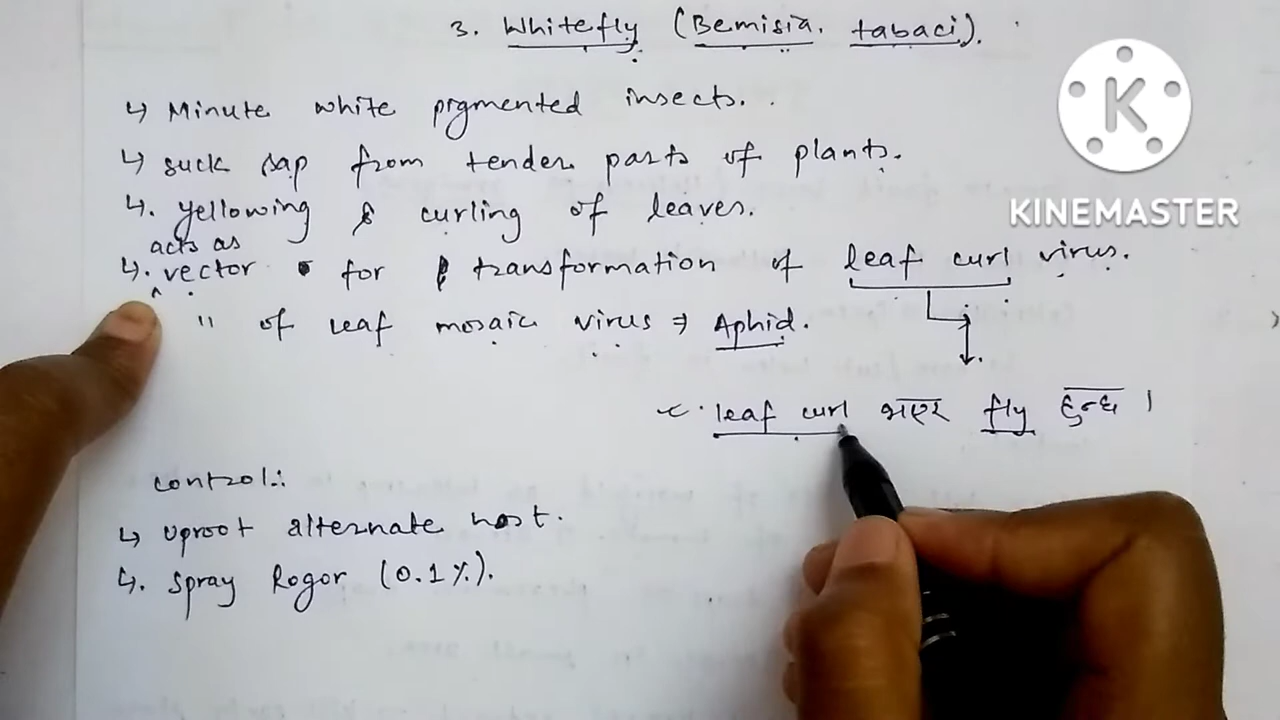 3. Whitefly (Bemisia tabaci).
↳ Minute white pigmented insects.
KINEMASTER
↳ suck sap from tender parts of plants.
↳. yellowing & curling of leaves.
acts as
↳. vector for transformation of leaf curl virus.
" of leaf mosaic virus ⇒ Aphid.
leaf curl भएर fly हुन्छ ।
control:
↳ Uproot alternate host.
↳. Spray Rogor (0.1%).